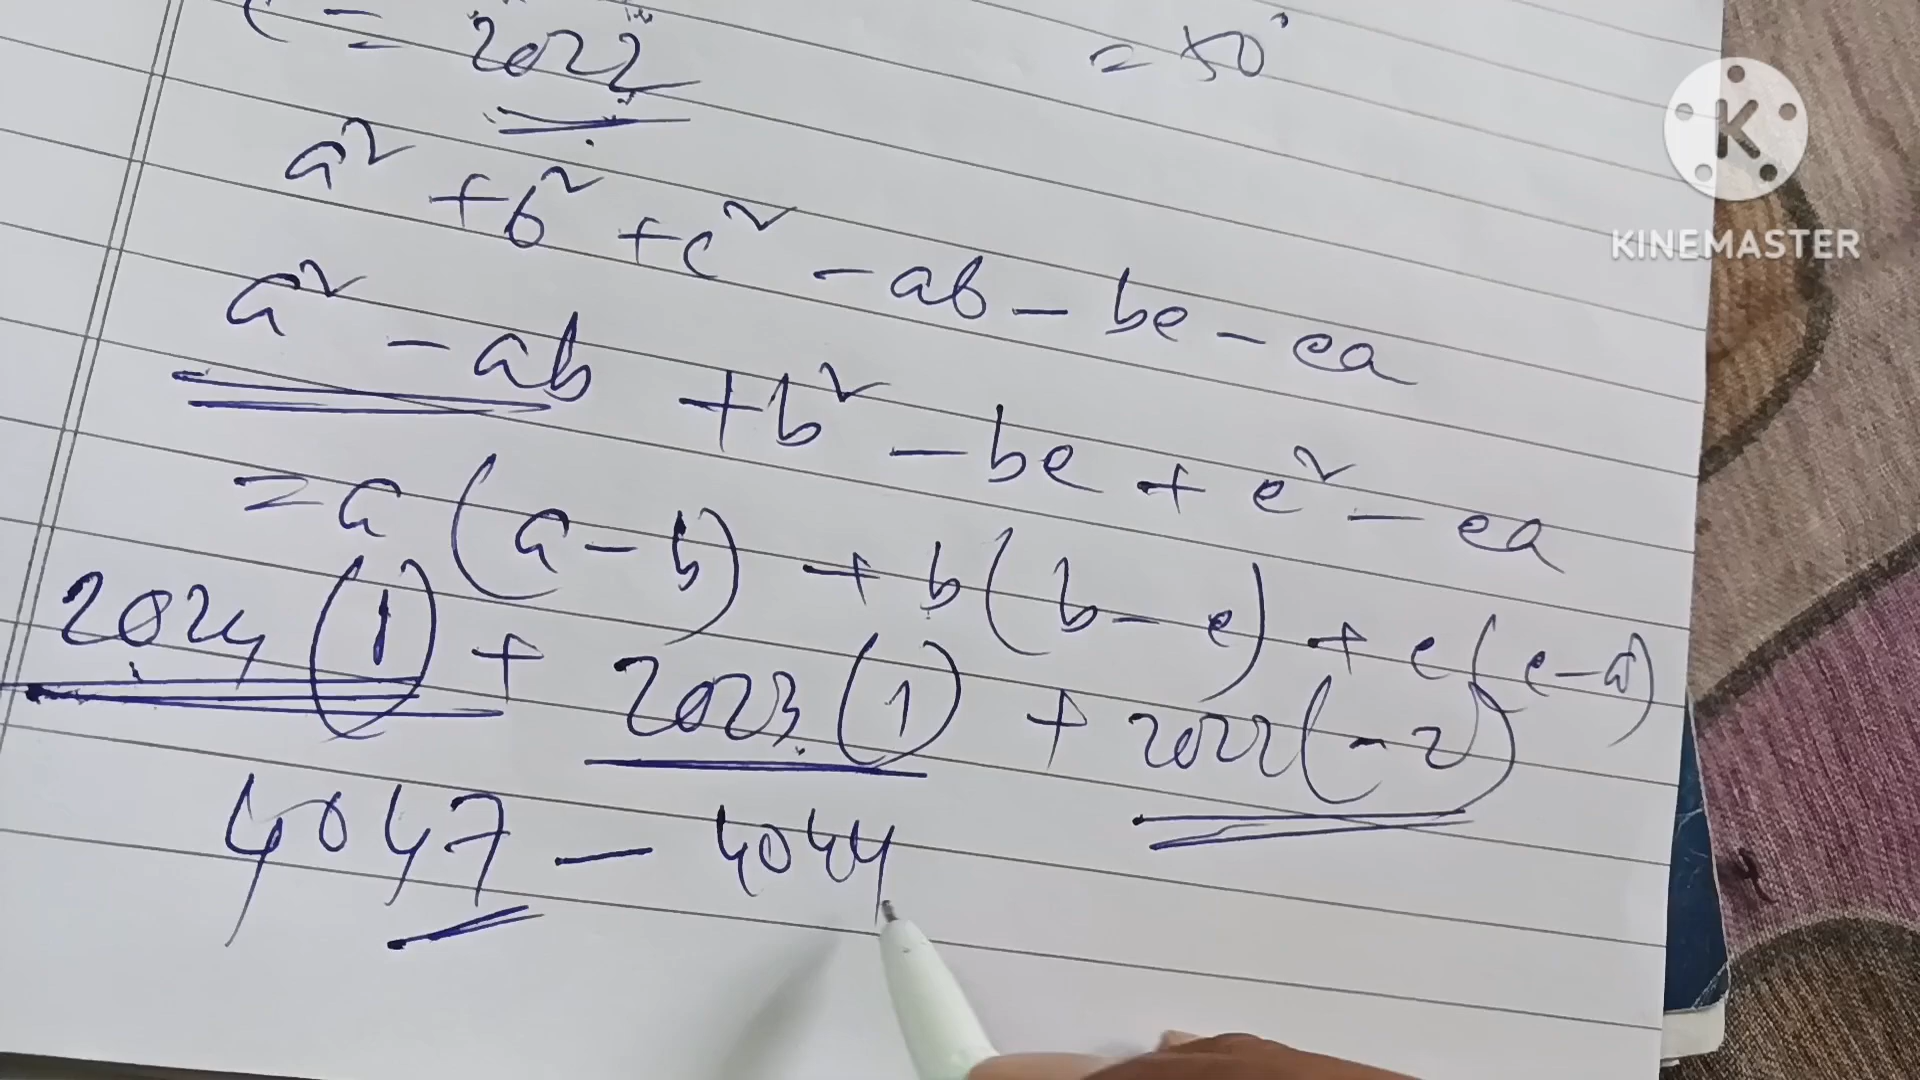 c = 2022
= 50°
a² + b² + c² - ab - bc - ca
a² - ab + b² - bc + c² - ca
= a (a - b) + b (b - c) + c (c - a)
2024 (1) + 2023 (1) + 2022 (-2)
4047 - 4044
K
KINEMASTER